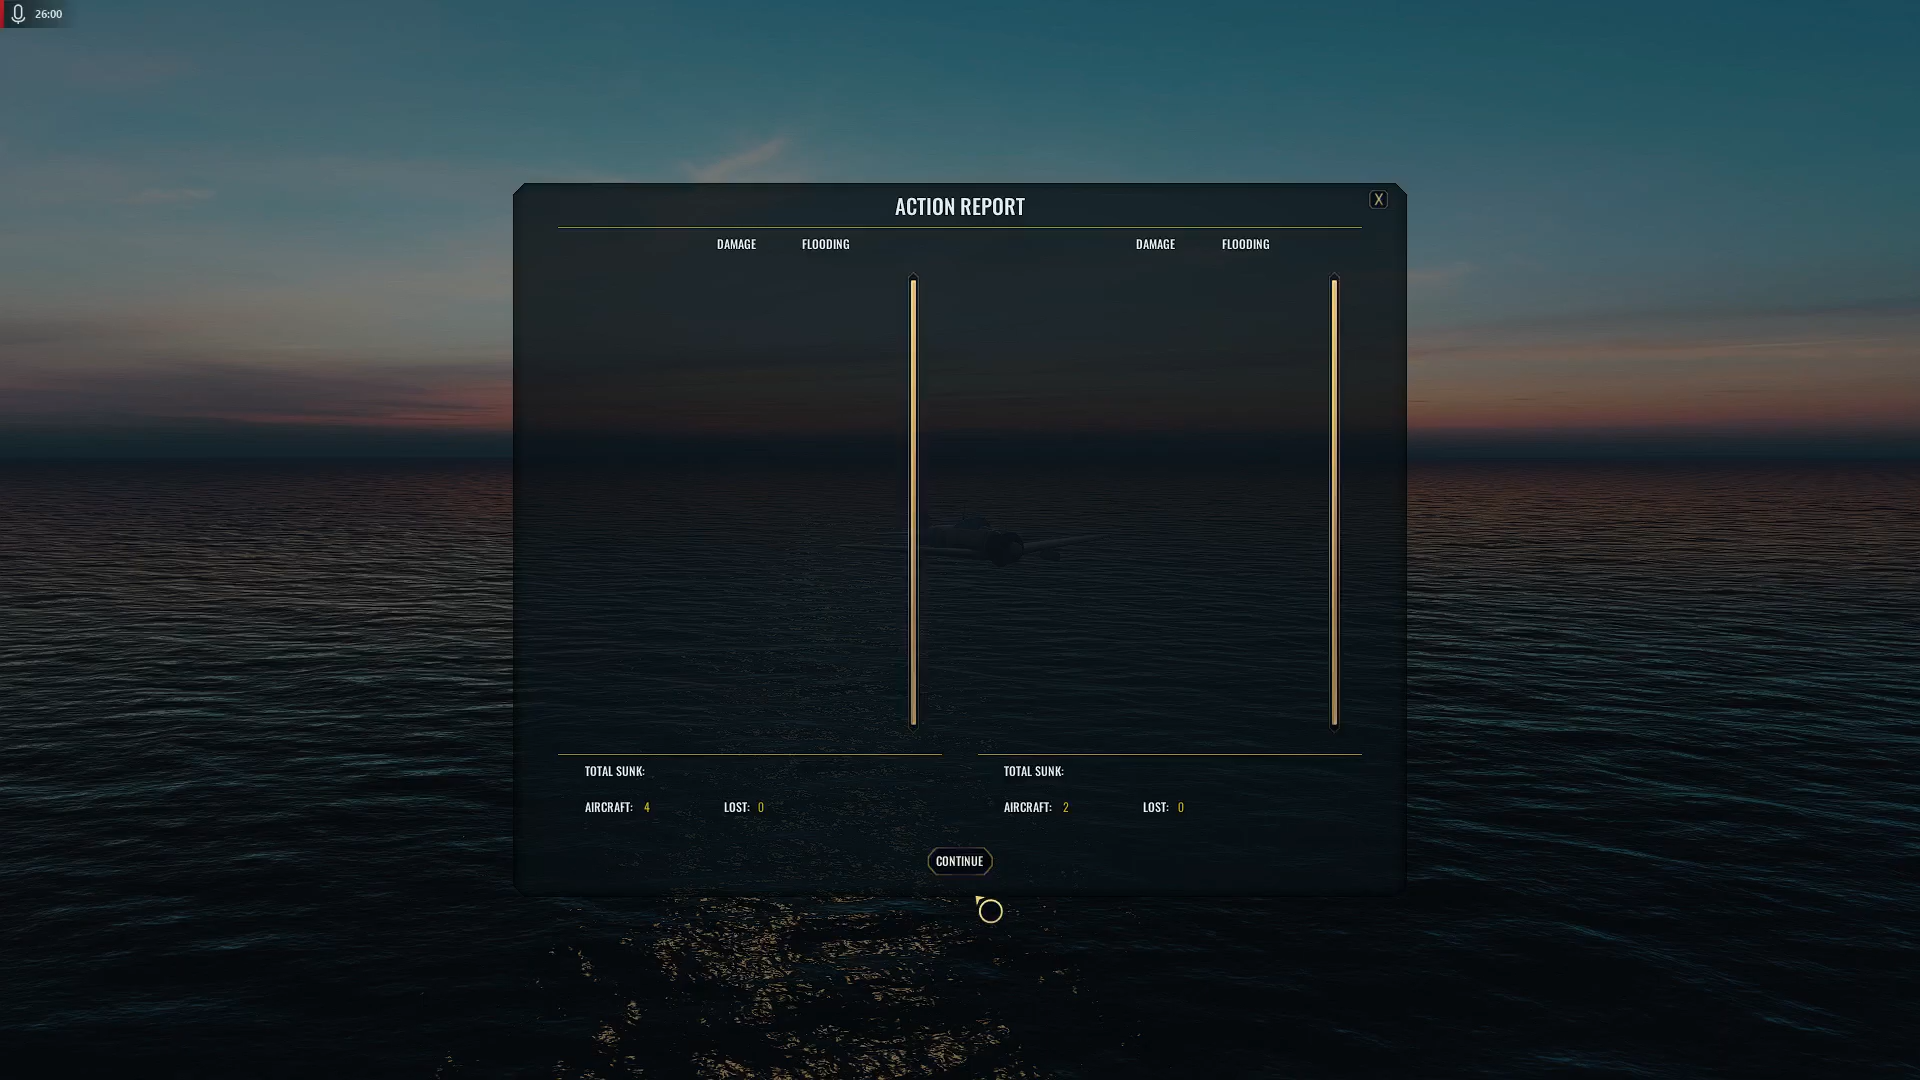 26:00
ACTION REPORT
X
DAMAGE FLOODING DAMAGE FLOODING
TOTAL SUNK: TOTAL SUNK:
AIRCRAFT: 4 LOST: 0 AIRCRAFT: 2 LOST: 0
CONTINUE